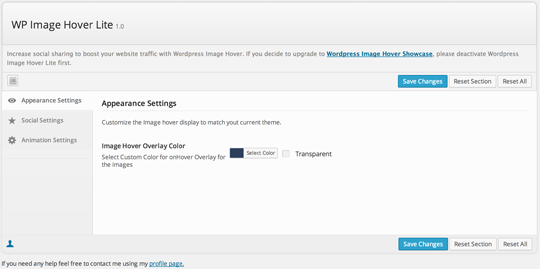 WP Image Hover Lite 1.0
Increase social sharing to boost your website traffic with Wordpress Image Hover. If you decide to upgrade to Wordpress Image Hover Showcase, please deactivate Wordpress
Image Hover Lite first.
Save Changes Reset Section Reset All
Appearance Settings
Social Settings
Animation Settings
Appearance Settings
Customize the Image hover display to match your current theme.
Image Hover Overlay Color
Select Custom Color for onHover Overlay for
the Images
Select Color Transparent
Save Changes Reset Section Reset All
If you need any help feel free to contact me using my profile page.